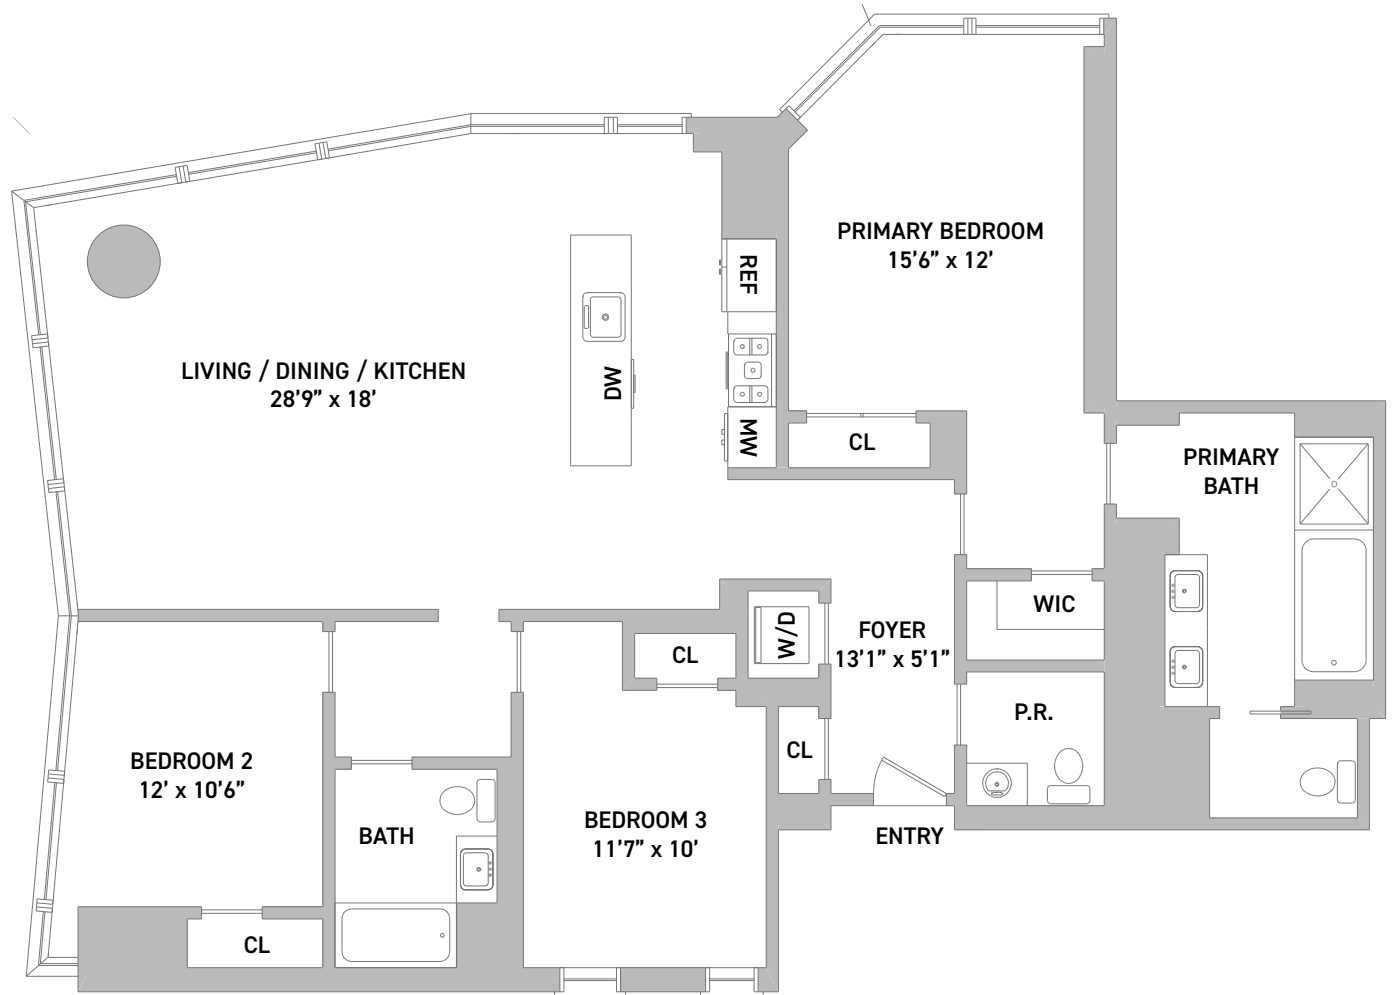 PRIMARY BEDROOM
15'6” x 12'
REF
LIVING / DINING / KITCHEN
28'9” x 18'
DW
MW
CL
PRIMARY
BATH
WIC
W/D
FOYER
13'1” x 5'1”
CL
P.R.
CL
BEDROOM 2
12' x 10'6”
BATH
BEDROOM 3
11'7” x 10'
ENTRY
CL